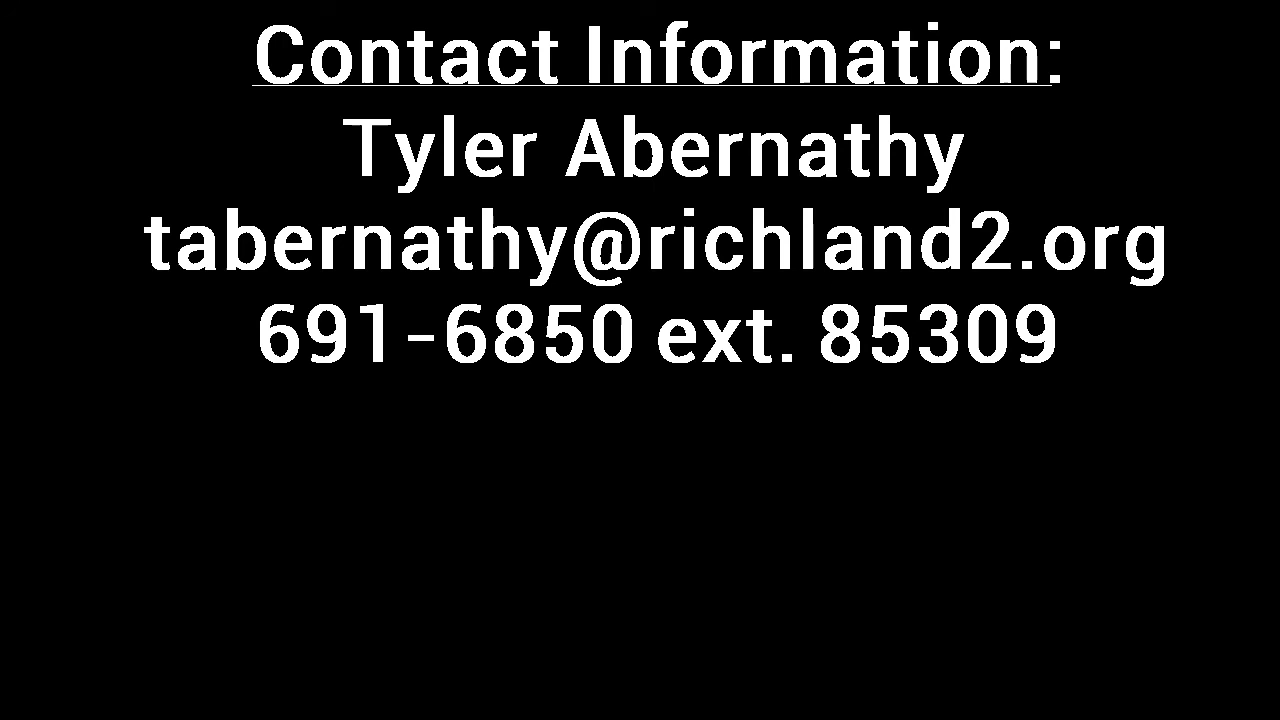 Contact Information:
Tyler Abernathy
tabernathy@richland2.org
691-6850 ext. 85309